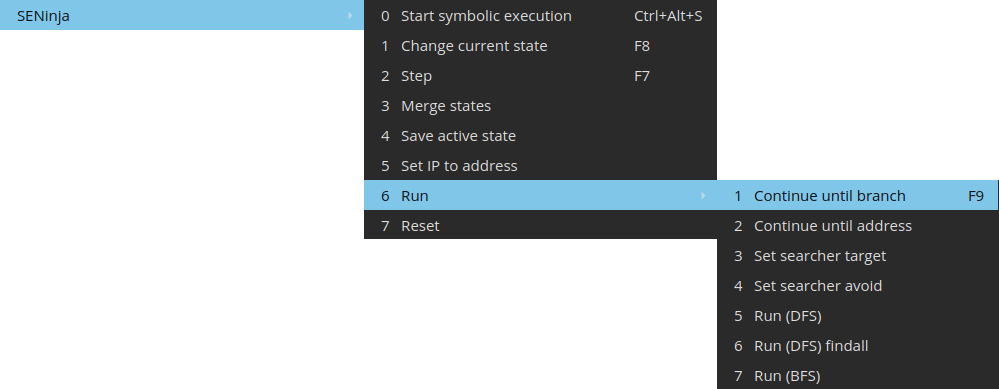 SENinja
0 Start symbolic execution Ctrl+Alt+S
1 Change current state F8
2 Step F7
3 Merge states
4 Save active state
5 Set IP to address
6 Run
7 Reset
1 Continue until branch F9
2 Continue until address
3 Set searcher target
4 Set searcher avoid
5 Run (DFS)
6 Run (DFS) findall
7 Run (BFS)